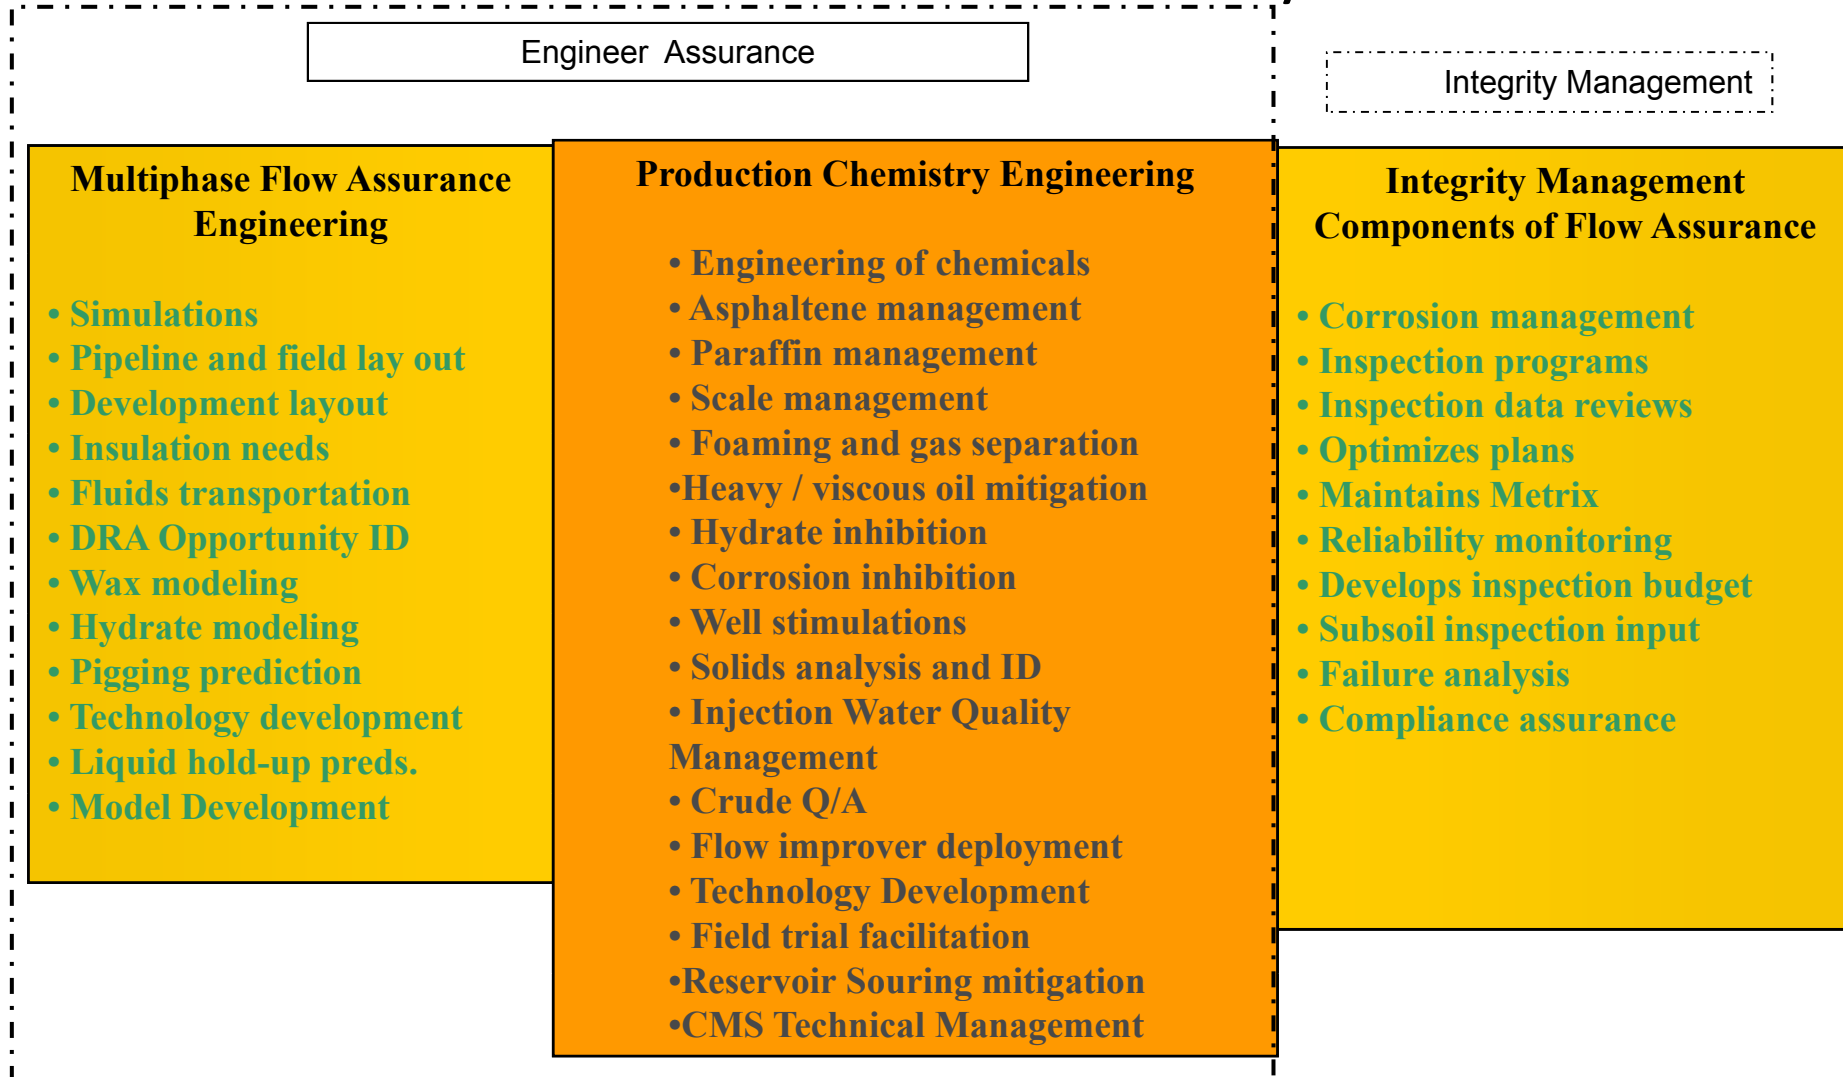 Engineer Assurance
Integrity Management
Multiphase Flow Assurance
Engineering
• Simulations
• Pipeline and field lay out
• Development layout
• Insulation needs
• Fluids transportation
• DRA Opportunity ID
• Wax modeling
• Hydrate modeling
• Pigging prediction
• Technology development
• Liquid hold-up preds.
• Model Development
Production Chemistry Engineering
• Engineering of chemicals
• Asphaltene management
• Paraffin management
• Scale management
• Foaming and gas separation
•Heavy / viscous oil mitigation
• Hydrate inhibition
• Corrosion inhibition
• Well stimulations
• Solids analysis and ID
• Injection Water Quality
Management
• Crude Q/A
• Flow improver deployment
• Technology Development
• Field trial facilitation
•Reservoir Souring mitigation
•CMS Technical Management
Integrity Management
Components of Flow Assurance
• Corrosion management
• Inspection programs
• Inspection data reviews
• Optimizes plans
• Maintains Metrix
• Reliability monitoring
• Develops inspection budget
• Subsoil inspection input
• Failure analysis
• Compliance assurance